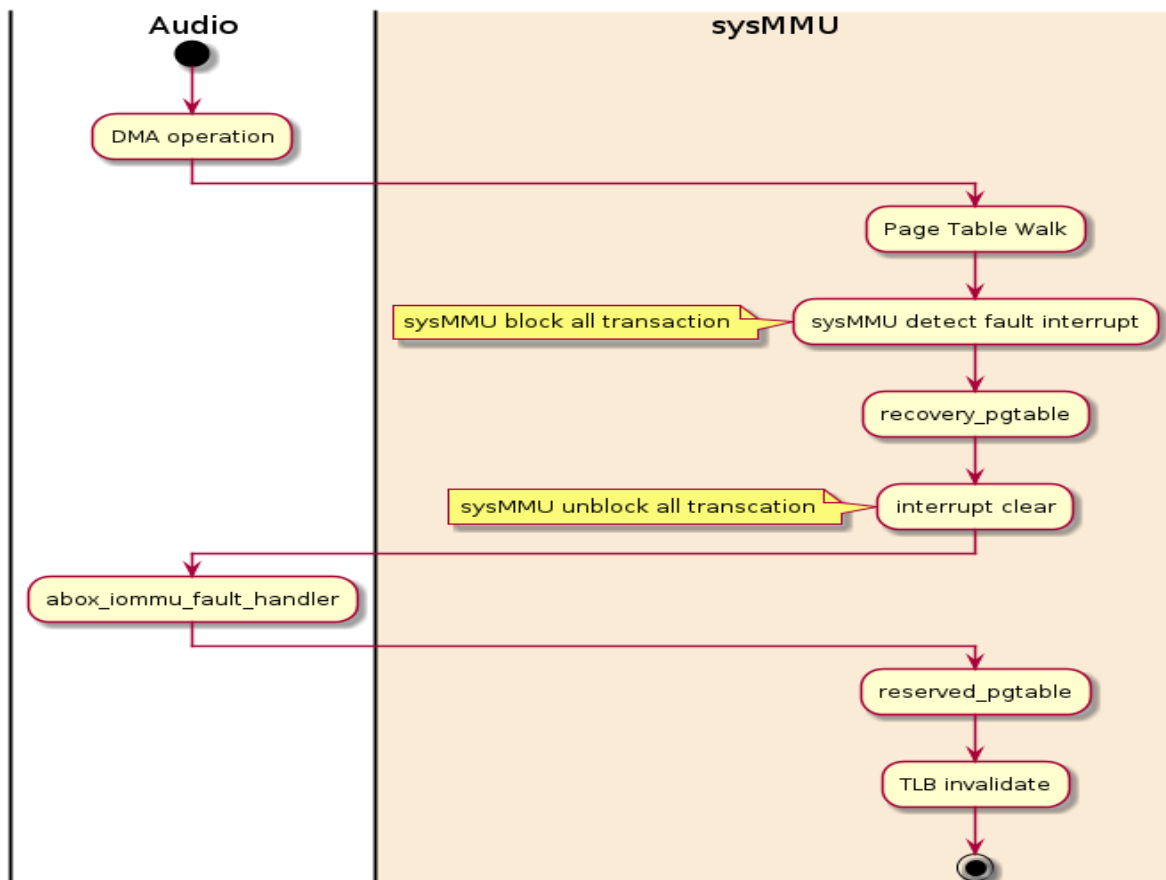 Audio
sysMMU
DMA operation
Page Table Walk
sysMMU block all transaction
sysMMU detect fault interrupt
recovery_pgtable
sysMMU unblock all transcation
interrupt clear
abox_iommu_fault_handler
reserved_pgtable
TLB invalidate